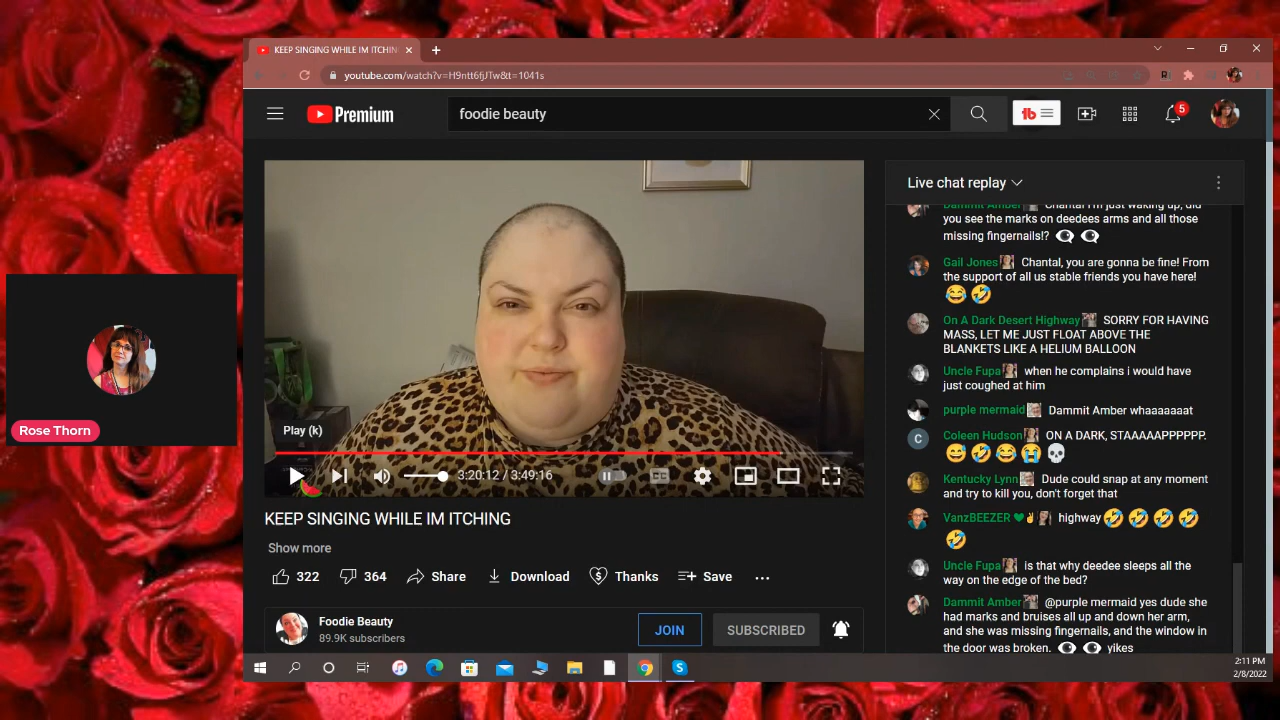 KEEP SINGING WHILE IM ITCHIN
youtube.com/watch?v=H9ntt6fjJTw&t=1041s
Premium
foodie beauty
tb
5
Live chat replay
Dammit Amber Chantal I'm just waking up, did
you see the marks on deedees arms and all those
missing fingernails!?
Gail Jones Chantal, you are gonna be fine! From
the support of all us stable friends you have here!
😂🤣
On A Dark Desert Highway SORRY FOR HAVING
MASS, LET ME JUST FLOAT ABOVE THE
BLANKETS LIKE A HELIUM BALLOON
Uncle Fupa when he complains i would have
just coughed at him
purple mermaid Dammit Amber whaaaaaat
C
Coleen Hudson ON A DARK, STAAAAAPPPPPP.
😅🤣😂😭💀
Kentucky Lynn Dude could snap at any moment
and try to kill you, don't forget that
VanzBEEZER 💚✌ highway 🤣🤣🤣🤣
🤣
Uncle Fupa is that why deedee sleeps all the
way on the edge of the bed?
Dammit Amber @purple mermaid yes dude she
had marks and bruises all up and down her arm,
and she was missing fingernails, and the window in
the door was broken. yikes
Play (k)
3:20:12 / 3:49:16
CC
KEEP SINGING WHILE IM ITCHING
Show more
322
364
Share
Download
Thanks
Save
Foodie Beauty
89.9K subscribers
JOIN
SUBSCRIBED
Rose Thorn
S
2:11 PM
2/8/2022